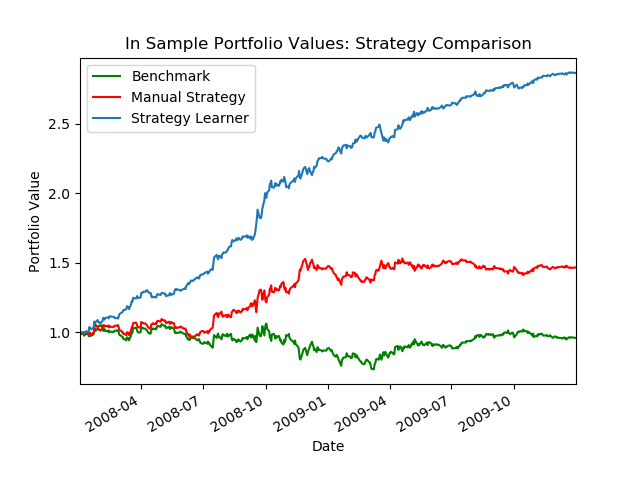 In Sample Portfolio Values: Strategy Comparison
Benchmark
Manual Strategy
Strategy Learner
Portfolio Value
2.5
2.0
1.5
1.0
2008-04
2008-07
2008-10
2009-01
2009-04
2009-07
2009-10
Date